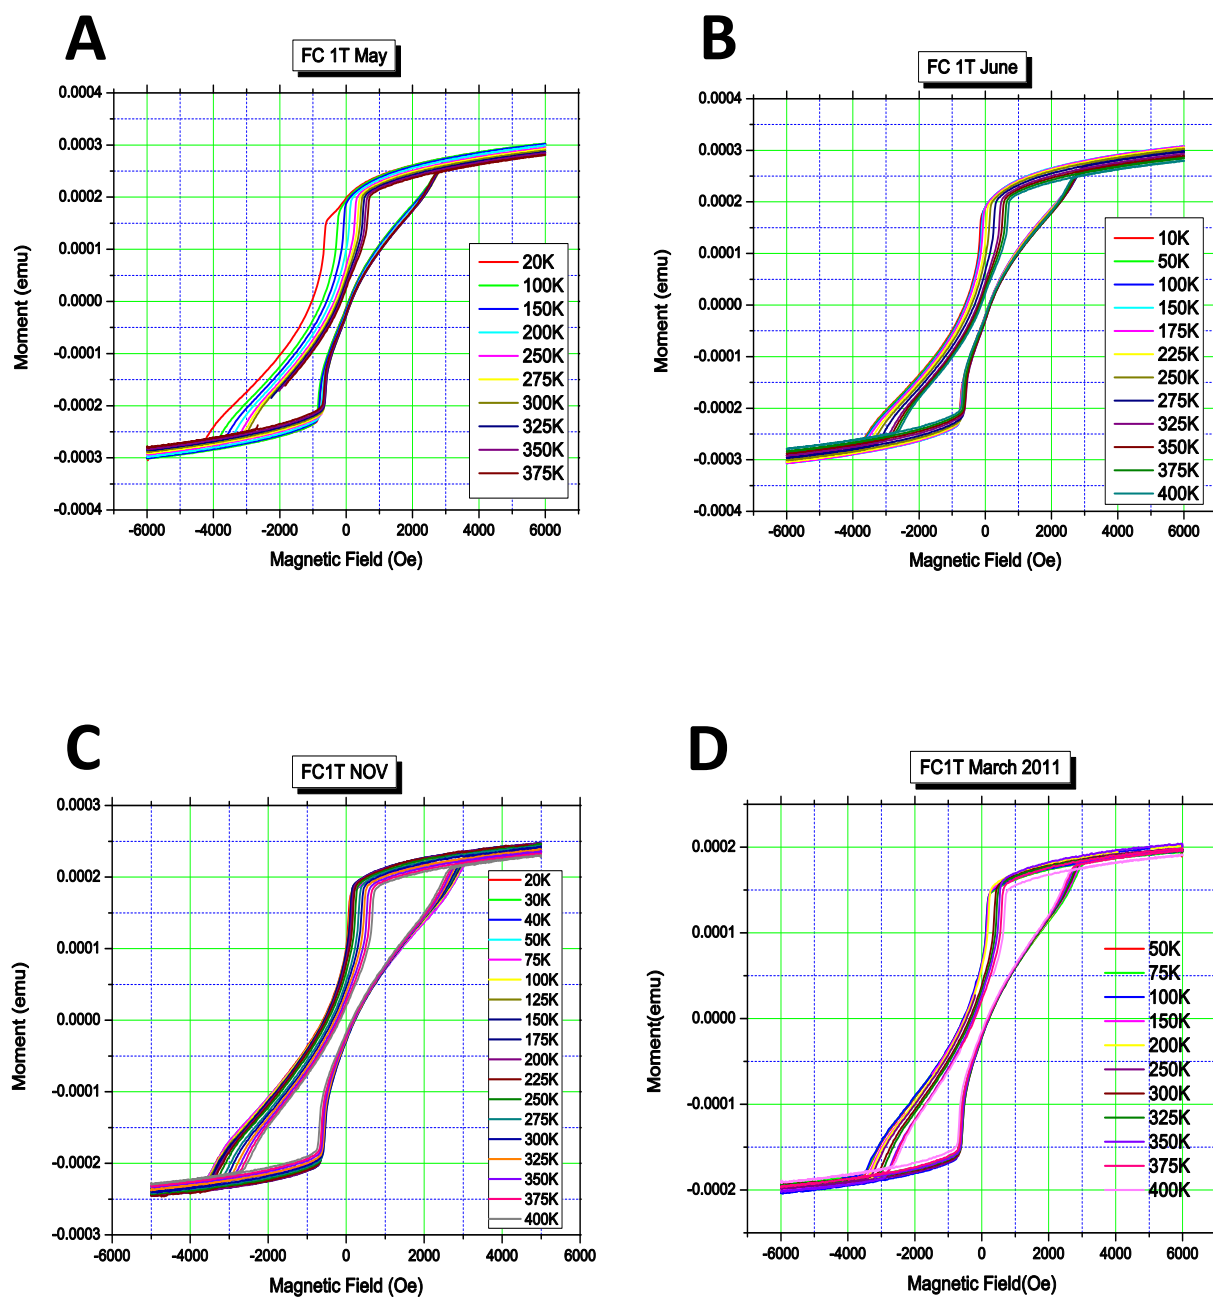 A
FC 1T May
0.0004
0.0003
0.0002
0.0001
0.0000
-0.0001
-0.0002
-0.0003
-0.0004
Moment (emu)
-6000 -4000 -2000 0 2000 4000 6000
Magnetic Field (Oe)
20K
100K
150K
200K
250K
275K
300K
325K
350K
375K
B
FC 1T June
0.0004
0.0003
0.0002
0.0001
0.0000
-0.0001
-0.0002
-0.0003
-0.0004
Moment (emu)
-6000 -4000 -2000 0 2000 4000 6000
Magnetic Field (Oe)
10K
50K
100K
150K
175K
225K
250K
275K
325K
350K
375K
400K
C
FC1T NOV
0.0003
0.0002
0.0001
0.0000
-0.0001
-0.0002
-0.0003
Moment (emu)
-6000 -4000 -2000 0 2000 4000 6000
Magnetic Field (Oe)
20K
30K
40K
50K
75K
100K
125K
150K
175K
200K
225K
250K
275K
300K
325K
350K
375K
400K
D
FC1T March 2011
0.0002
0.0001
0.0000
-0.0001
-0.0002
Moment(emu)
-6000 -4000 -2000 0 2000 4000 6000
Magnetic Field(Oe)
50K
75K
100K
150K
200K
250K
300K
325K
350K
375K
400K